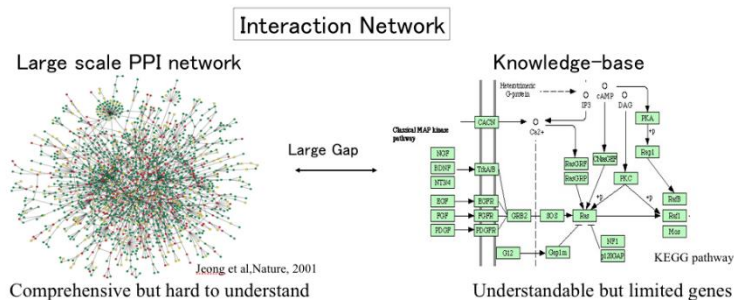 Interaction Network
Large scale PPI network
Knowledge-base
Large Gap
Heterotrimeric
G-protein
IP3
cAMP
DAG
Ca2+
CACN
PKA
+p
Rap1
Classical MAP kinase
pathway
NGF
BDNF
NT3/4
TrkA/B
RasGRF
RasGRP
CNrasGEF
PKC
RafB
EGF
EGFR
FGF
FGFR
PDGF
PDGFR
GRB2
SOS
Ras
+p
+p
Raf1
Mos
G12
Gap1m
NF1
p120GAP
KEGG pathway
Jeong et al,Nature, 2001
Comprehensive but hard to understand
Understandable but limited genes